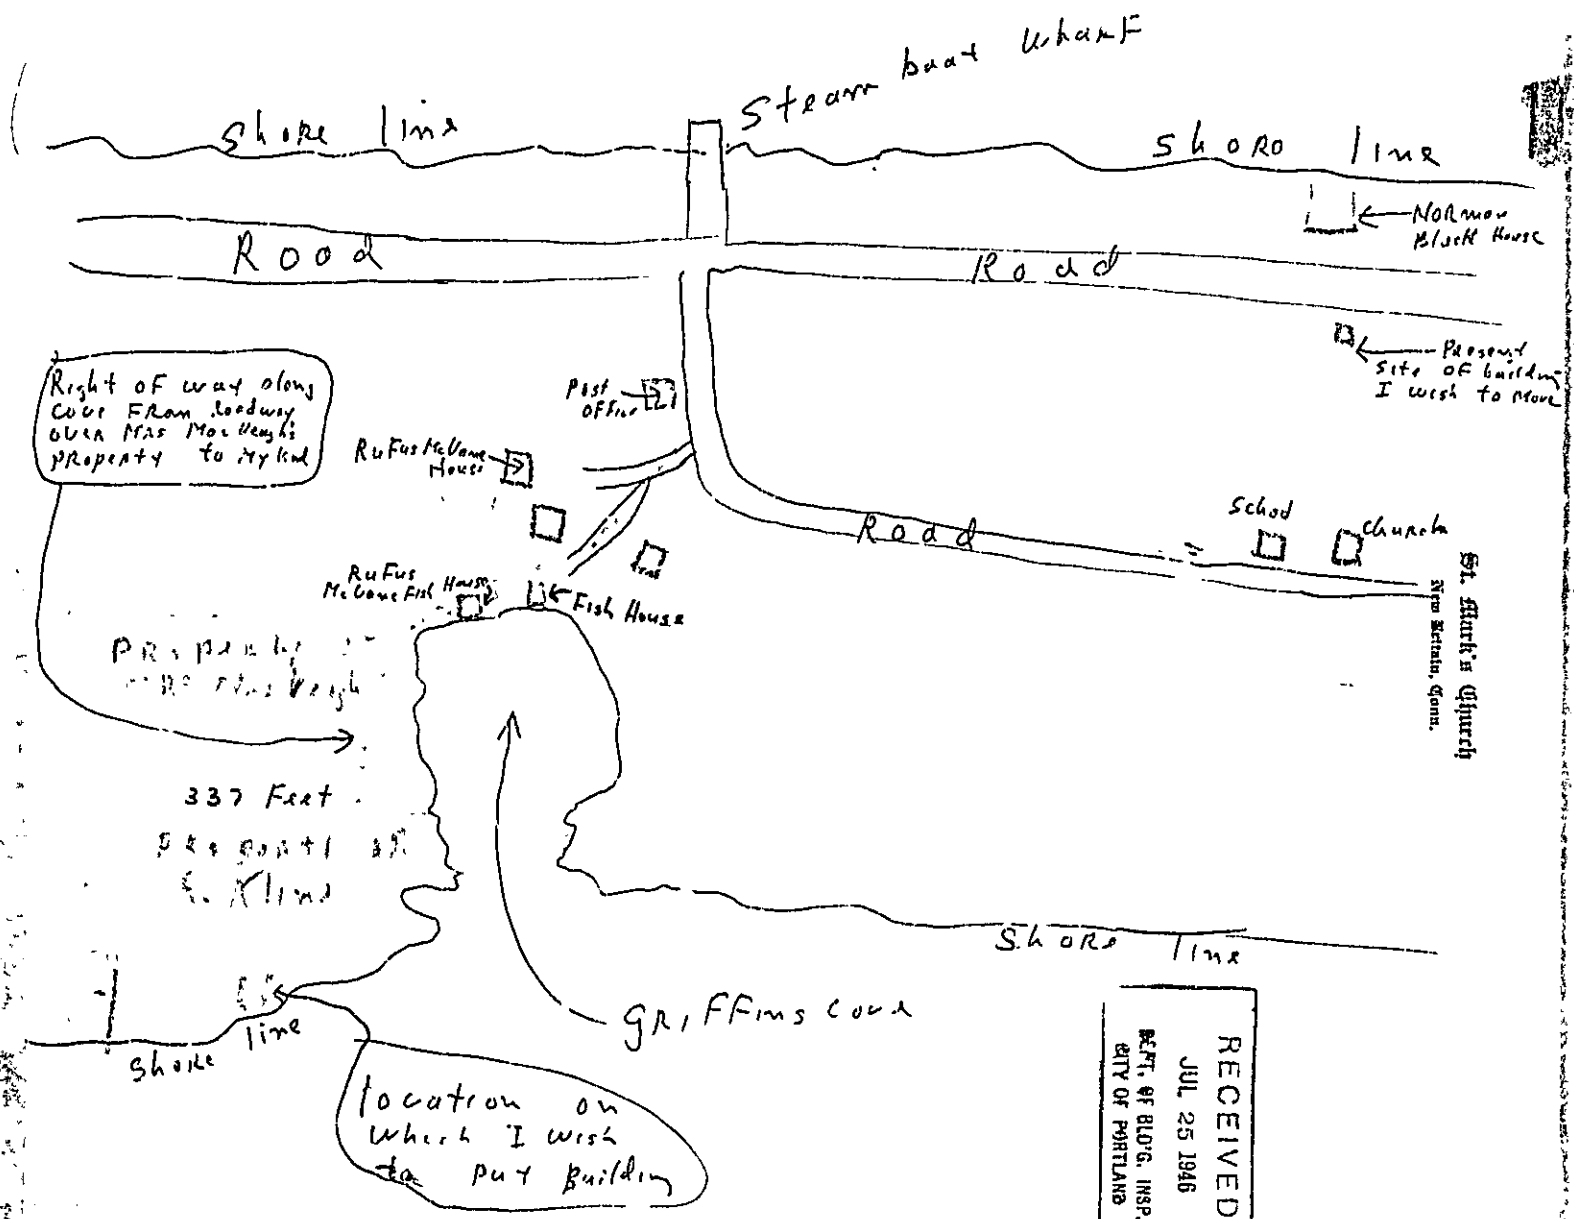 Steam boat wharf
Shore line
Shore line
Norman
Black House
Road
Road
Present
Site of building
I wish to move
Right of way along
cove from roadway
over Mrs
property to my land
Post
Office
Rufus McVane
House
School
Church
Road
Rufus
McVane Fish House
Fish House
St. Mark's Church
New Britain, Conn.
Property
337 Feet
Shore line
Shore line
Griffins cove
location on
which I wish
to put building
RECEIVED
JUL 25 1946
DEPT. OF BLD'G. INSP.
CITY OF PORTLAND